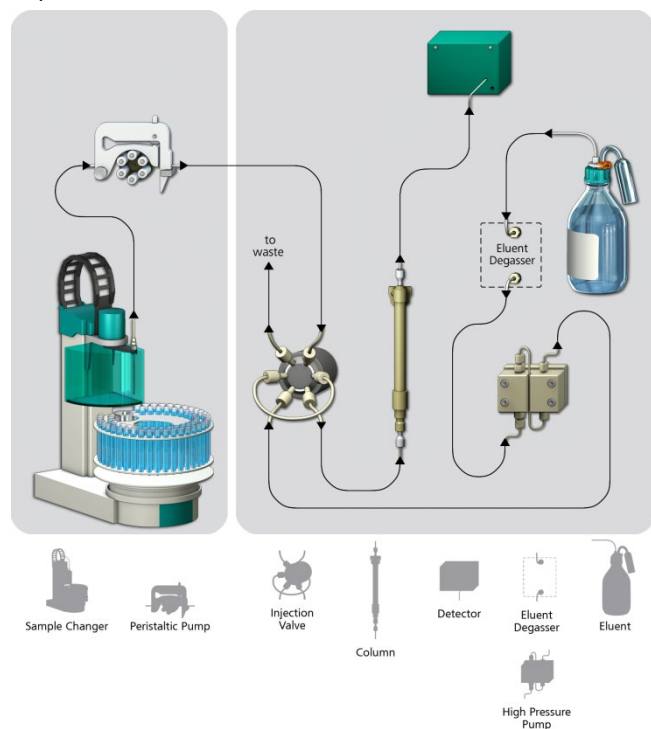 to
waste
Eluent
Degasser
Sample Changer
Peristaltic Pump
Injection
Valve
Column
Detector
Eluent
Degasser
Eluent
High Pressure
Pump